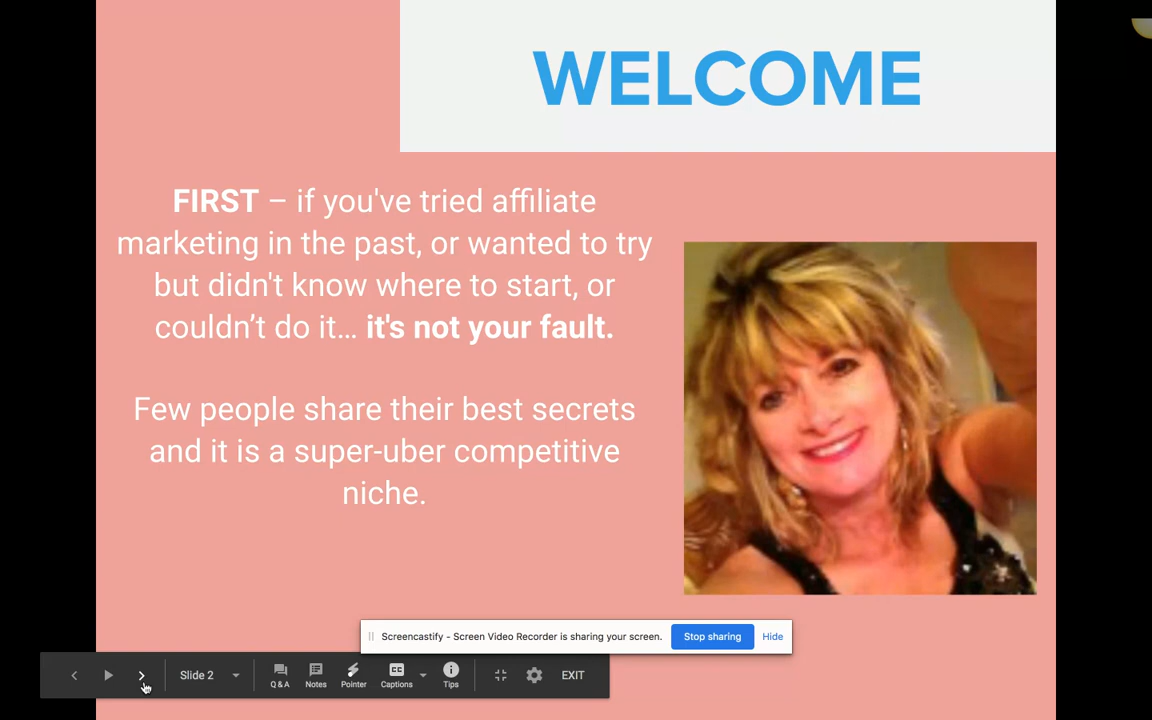 WELCOME
FIRST – if you've tried affiliate
marketing in the past, or wanted to try
but didn't know where to start, or
couldn’t do it... it's not your fault.
Few people share their best secrets
and it is a super-uber competitive
niche.
Screencastify - Screen Video Recorder is sharing your screen.
Stop sharing
Hide
Slide 2
Q & A
Notes
Pointer
Captions
Tips
EXIT